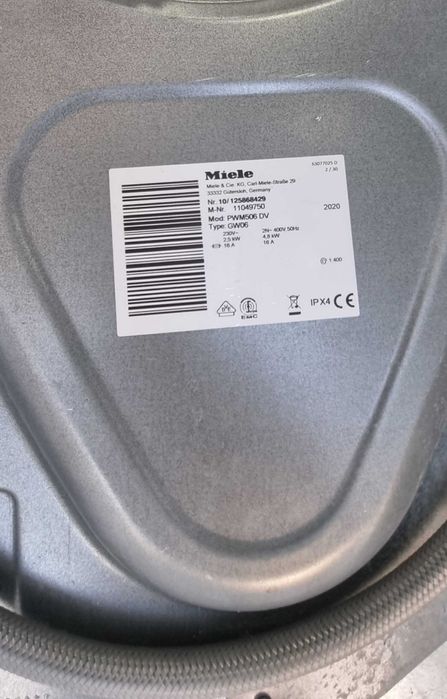 Miele
53077025 D
2 / 30
Miele & Cie. KG, Carl-Miele-Straße 29
33332 Gütersloh, Germany
Nr. 10/ 125868429
M-Nr. 11049750
2020
Mod: PWM506 DV
Type: GW06
230V~ 2N~ 400V 50Hz
2,5 kW 4,8 kW
16 A 16 A
1 400
EMC
IPX4 CE